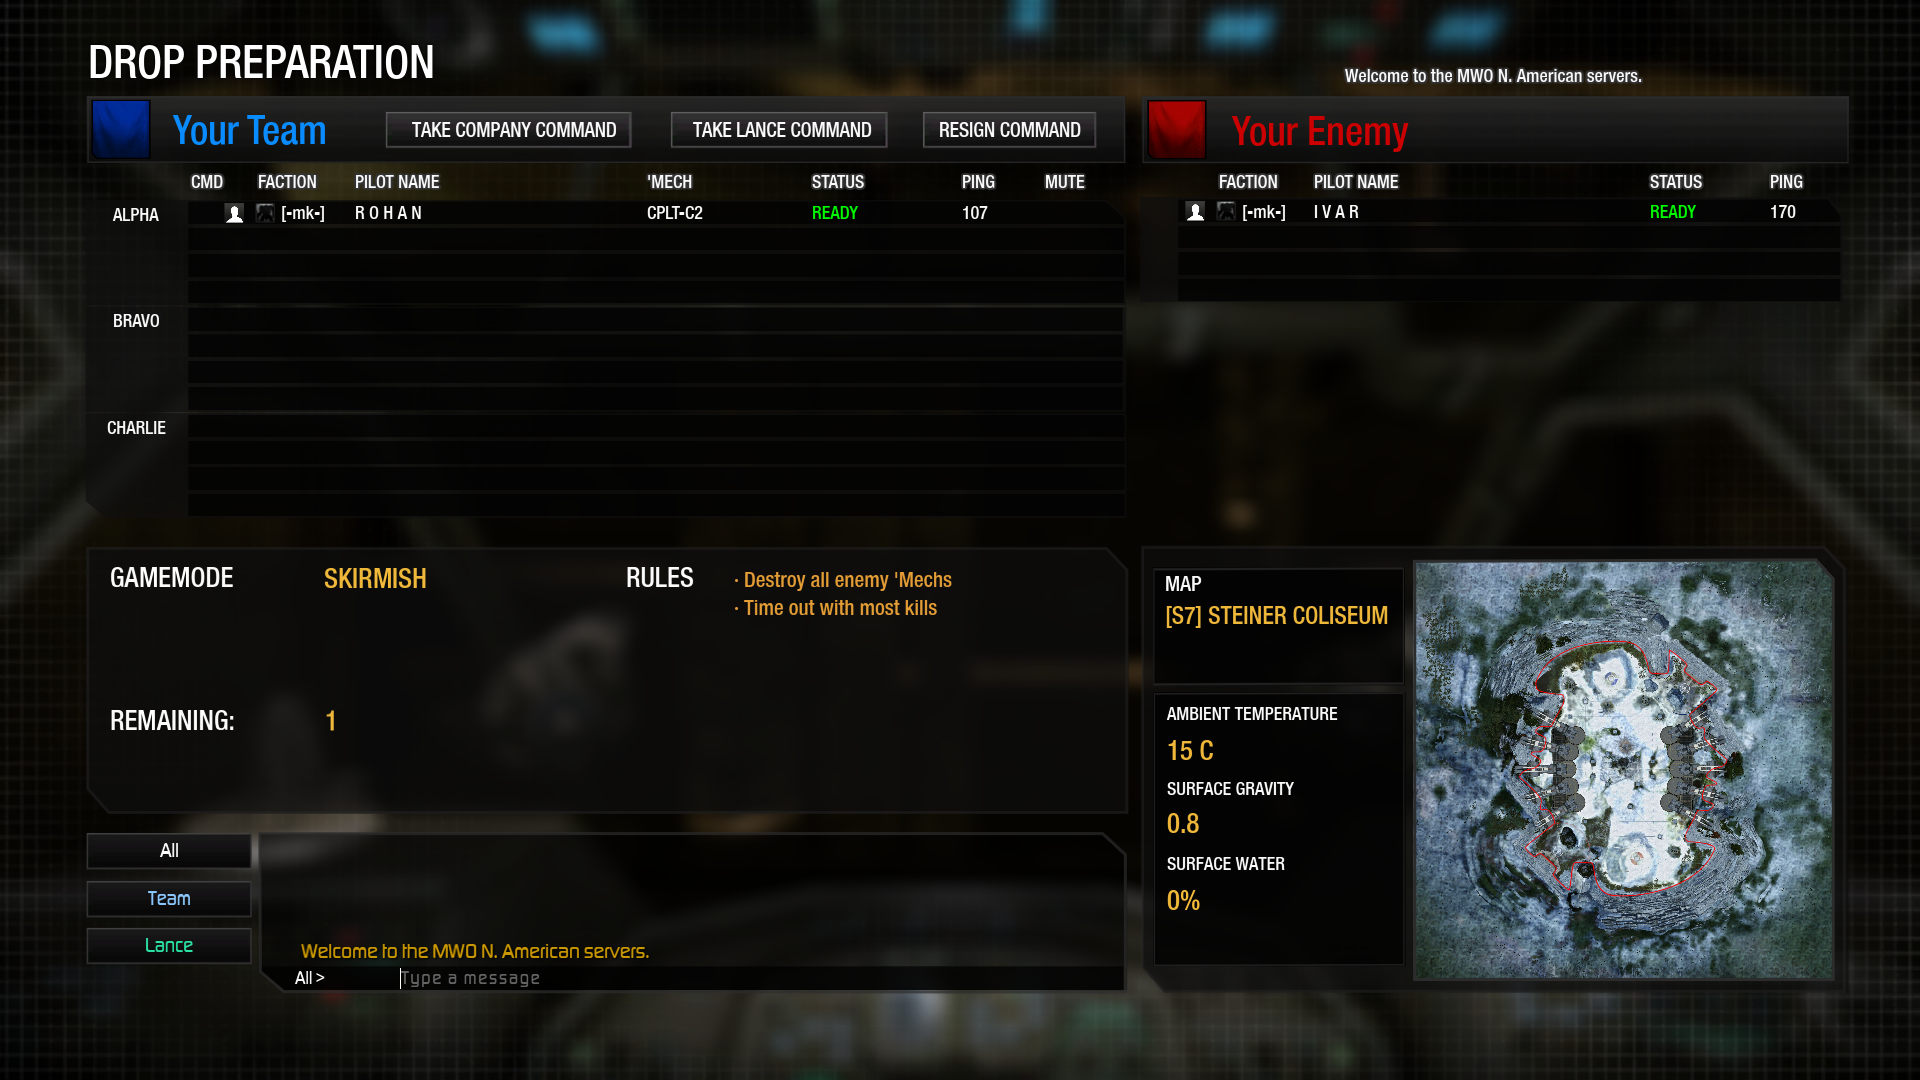 DROP PREPARATION
Welcome to the MWO N. American servers.
Your Team
TAKE COMPANY COMMAND
TAKE LANCE COMMAND
RESIGN COMMAND
CMD FACTION PILOT NAME 'MECH STATUS PING MUTE
ALPHA [-mk-] R O H A N CPLT-C2 READY 107
BRAVO
CHARLIE
Your Enemy
FACTION PILOT NAME STATUS PING
[-mk-] I V A R READY 170
GAMEMODE SKIRMISH
RULES
· Destroy all enemy 'Mechs
· Time out with most kills
REMAINING: 1
MAP
[S7] STEINER COLISEUM
AMBIENT TEMPERATURE
15 C
SURFACE GRAVITY
0.8
SURFACE WATER
0%
All
Team
Lance
Welcome to the MWO N. American servers.
All > Type a message